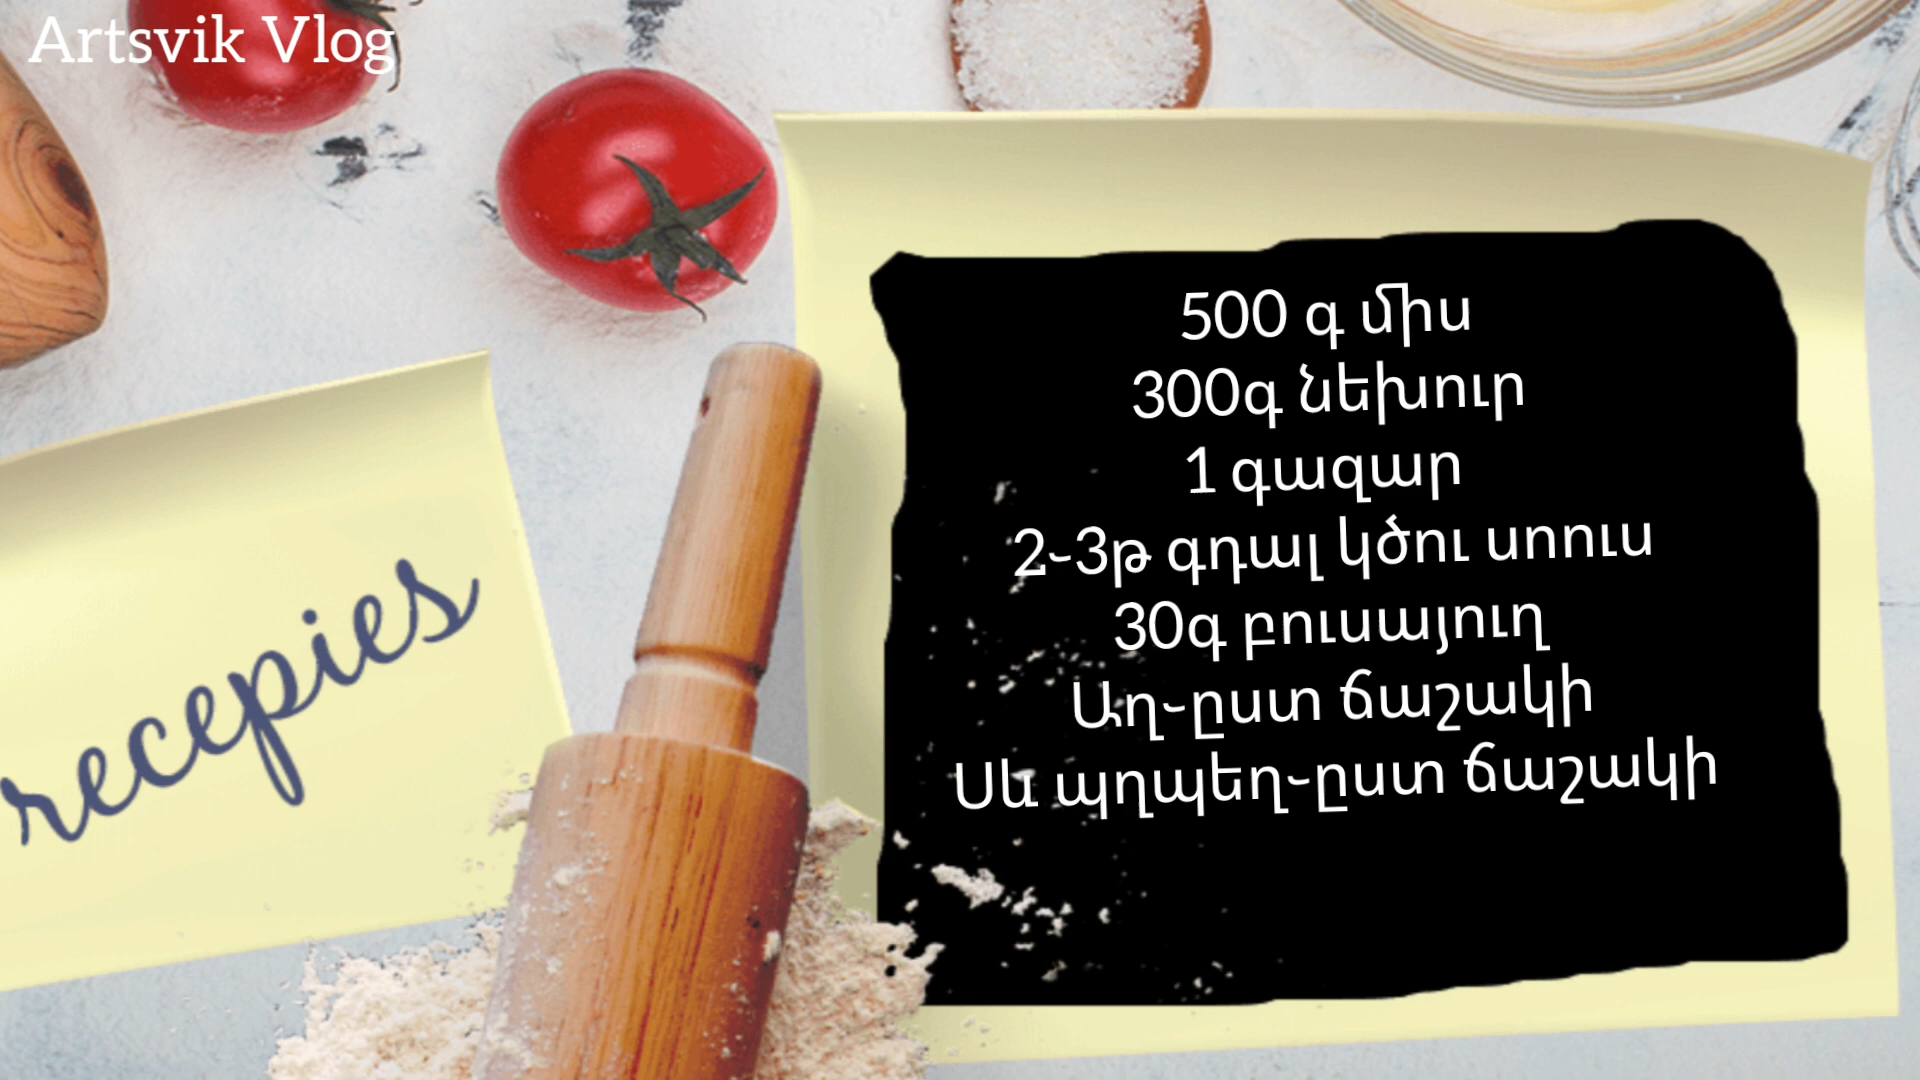 Artsvik Vlog
recepies
500 գ միս
300գ նեխուր
1 գազար
2-3թ գդալ կծու սոուս
30գ բուսայուղ
Աղ-ըստ ճաշակի
Սև պղպեղ-ըստ ճաշակի